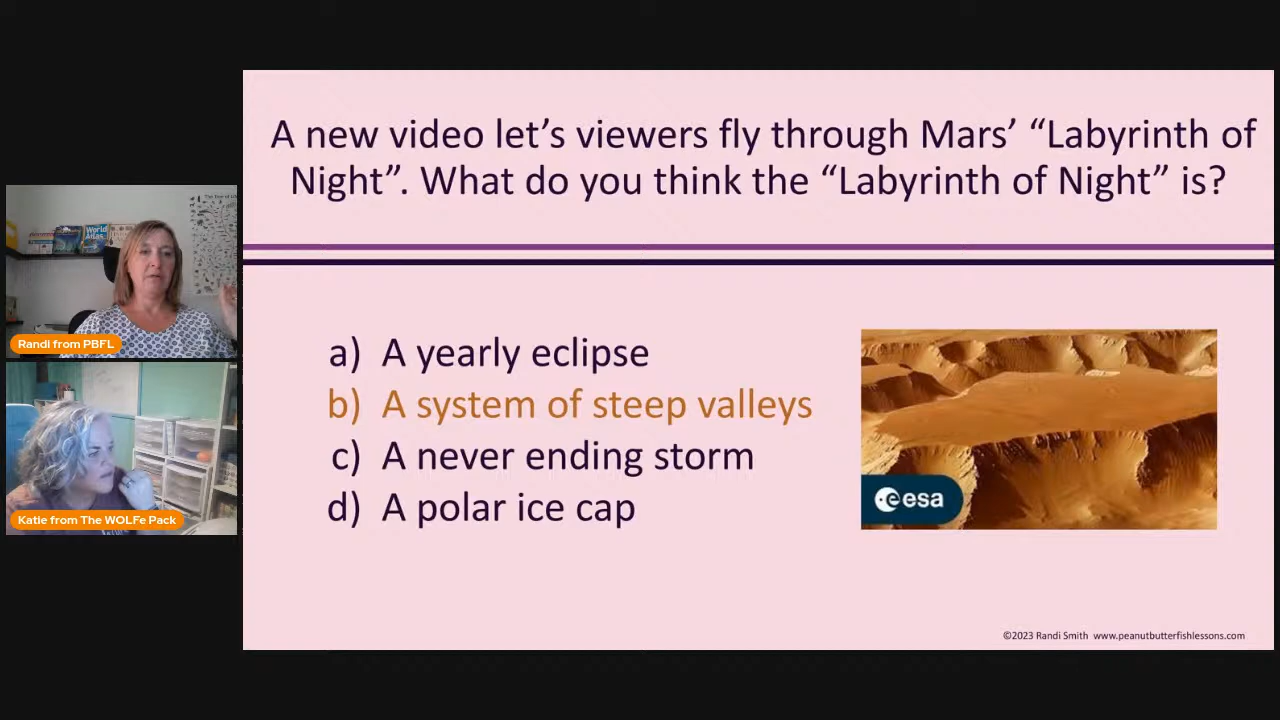 A new video let’s viewers fly through Mars’ “Labyrinth of
Night”. What do you think the “Labyrinth of Night” is?
a) A yearly eclipse
b) A system of steep valleys
c) A never ending storm
d) A polar ice cap
esa
©2023 Randi Smith www.peanutbutterfishlessons.com
World
Atlas
Randi from PBFL
Katie from The WOLFe Pack